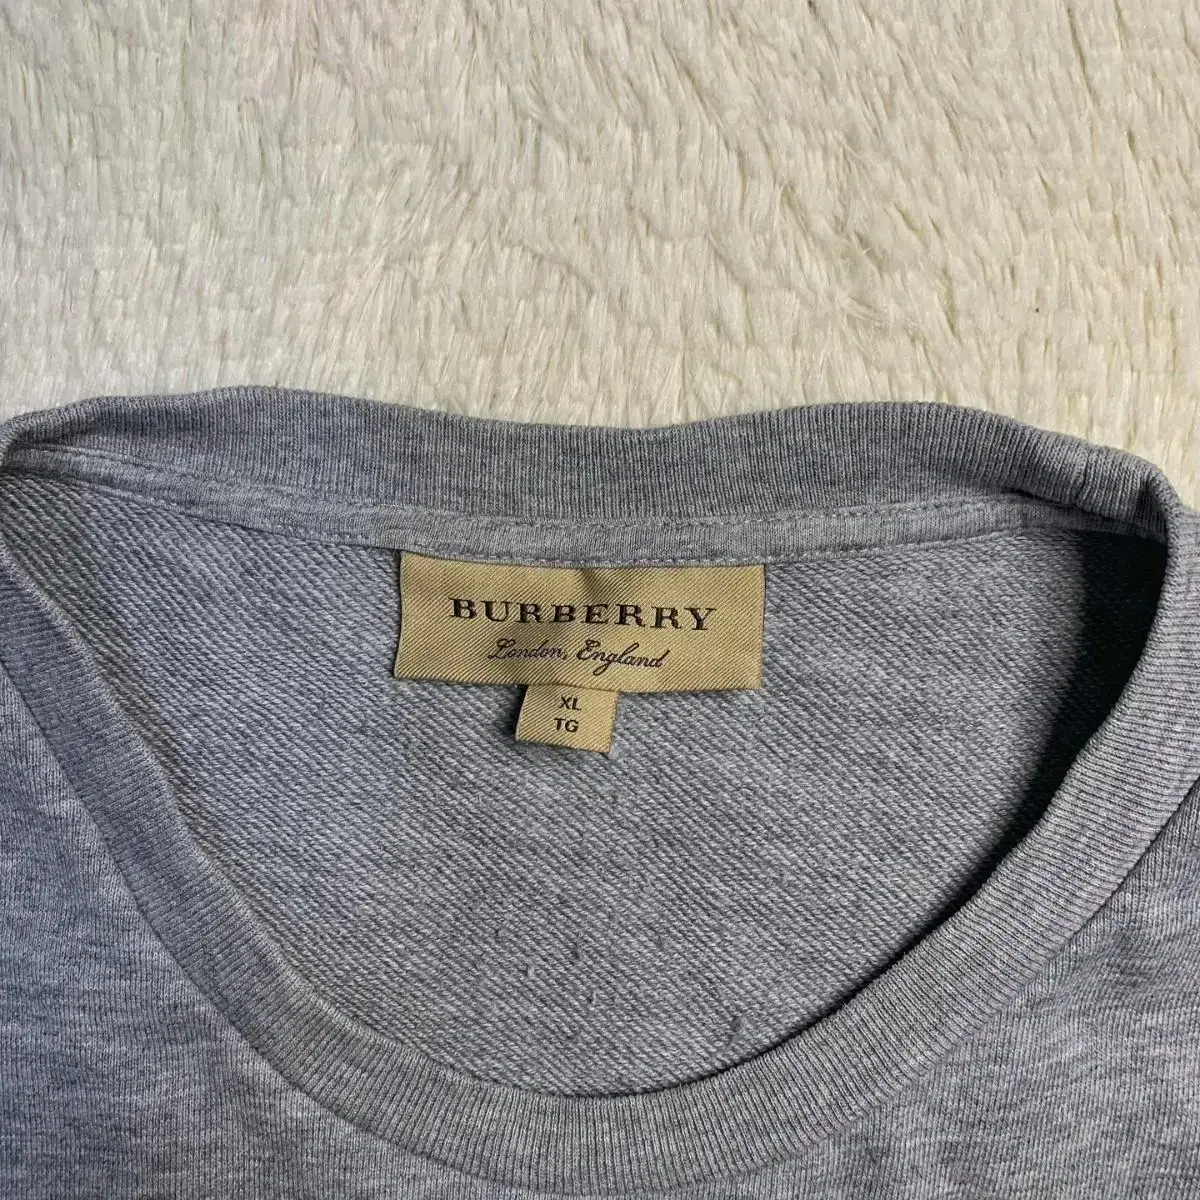 BURBERRY
London, England
XL
TG